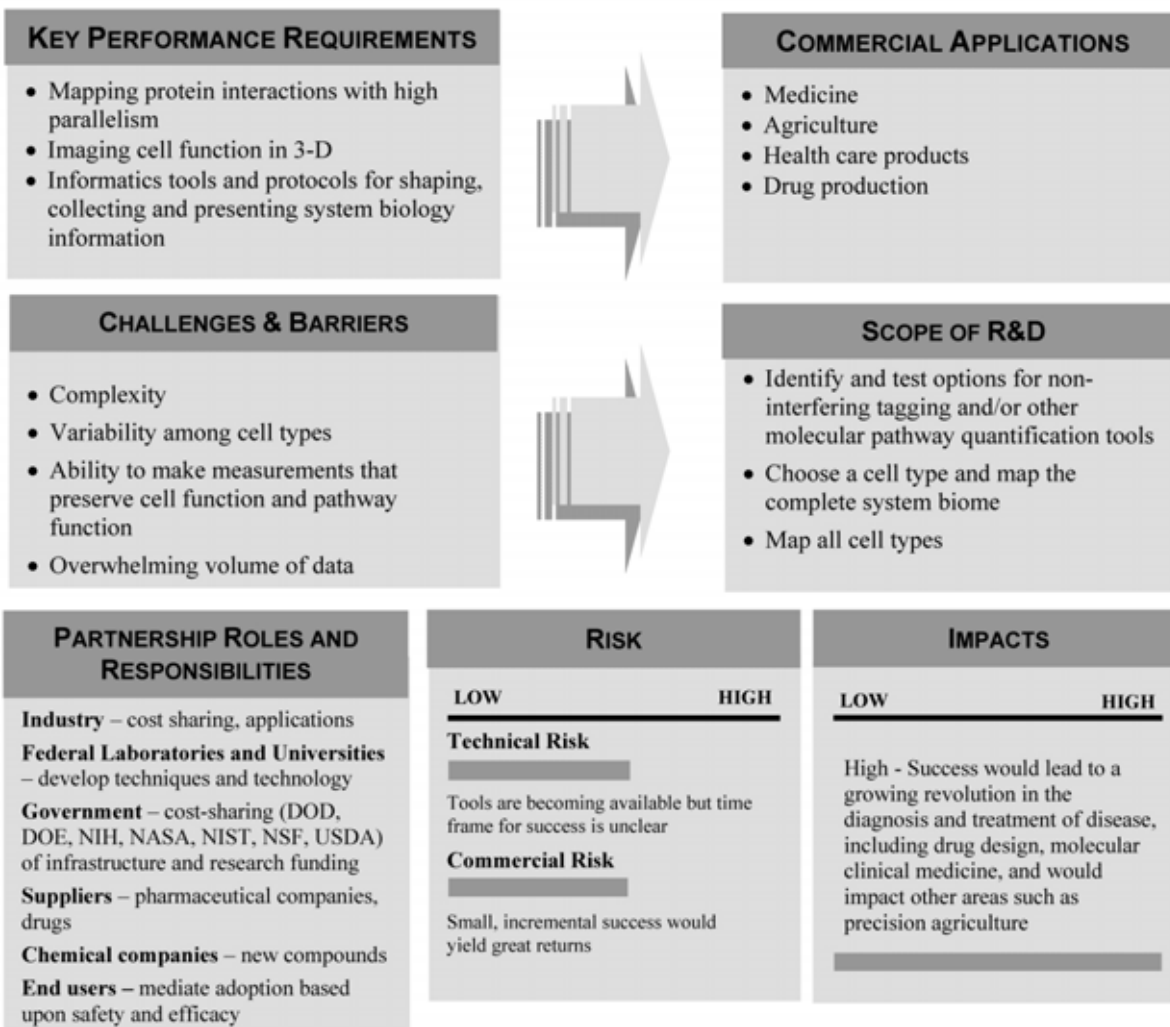 KEY PERFORMANCE REQUIREMENTS
• Mapping protein interactions with high
parallelism
• Imaging cell function in 3-D
• Informatics tools and protocols for shaping,
collecting and presenting system biology
information
COMMERCIAL APPLICATIONS
• Medicine
• Agriculture
• Health care products
• Drug production
CHALLENGES & BARRIERS
• Complexity
• Variability among cell types
• Ability to make measurements that
preserve cell function and pathway
function
• Overwhelming volume of data
SCOPE OF R&D
• Identify and test options for non-
interfering tagging and/or other
molecular pathway quantification tools
• Choose a cell type and map the
complete system biome
• Map all cell types
PARTNERSHIP ROLES AND
RESPONSIBILITIES
Industry – cost sharing, applications
Federal Laboratories and Universities
– develop techniques and technology
Government – cost-sharing (DOD,
DOE, NIH, NASA, NIST, NSF, USDA)
of infrastructure and research funding
Suppliers – pharmaceutical companies,
drugs
Chemical companies – new compounds
End users – mediate adoption based
upon safety and efficacy
RISK
LOW HIGH
Technical Risk
Tools are becoming available but time
frame for success is unclear
Commercial Risk
Small, incremental success would
yield great returns
IMPACTS
LOW HIGH
High - Success would lead to a
growing revolution in the
diagnosis and treatment of disease,
including drug design, molecular
clinical medicine, and would
impact other areas such as
precision agriculture